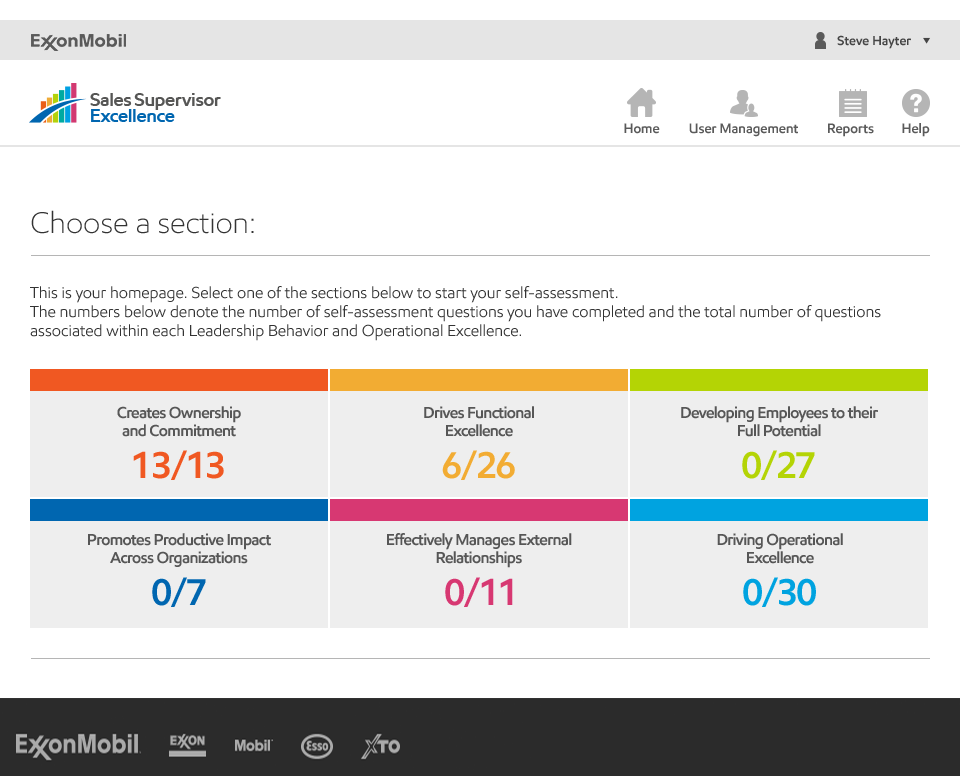 ExxonMobil
Steve Hayter
Sales Supervisor
Excellence
Home
User Management
Reports
Help
Choose a section:
This is your homepage. Select one of the sections below to start your self-assessment.
The numbers below denote the number of self-assessment questions you have completed and the total number of questions
associated within each Leadership Behavior and Operational Excellence.
Creates Ownership
and Commitment
13/13
Drives Functional
Excellence
6/26
Developing Employees to their
Full Potential
0/27
Promotes Productive Impact
Across Organizations
0/7
Effectively Manages External
Relationships
0/11
Driving Operational
Excellence
0/30
ExxonMobil
EXXON
Mobil
Esso
XTO